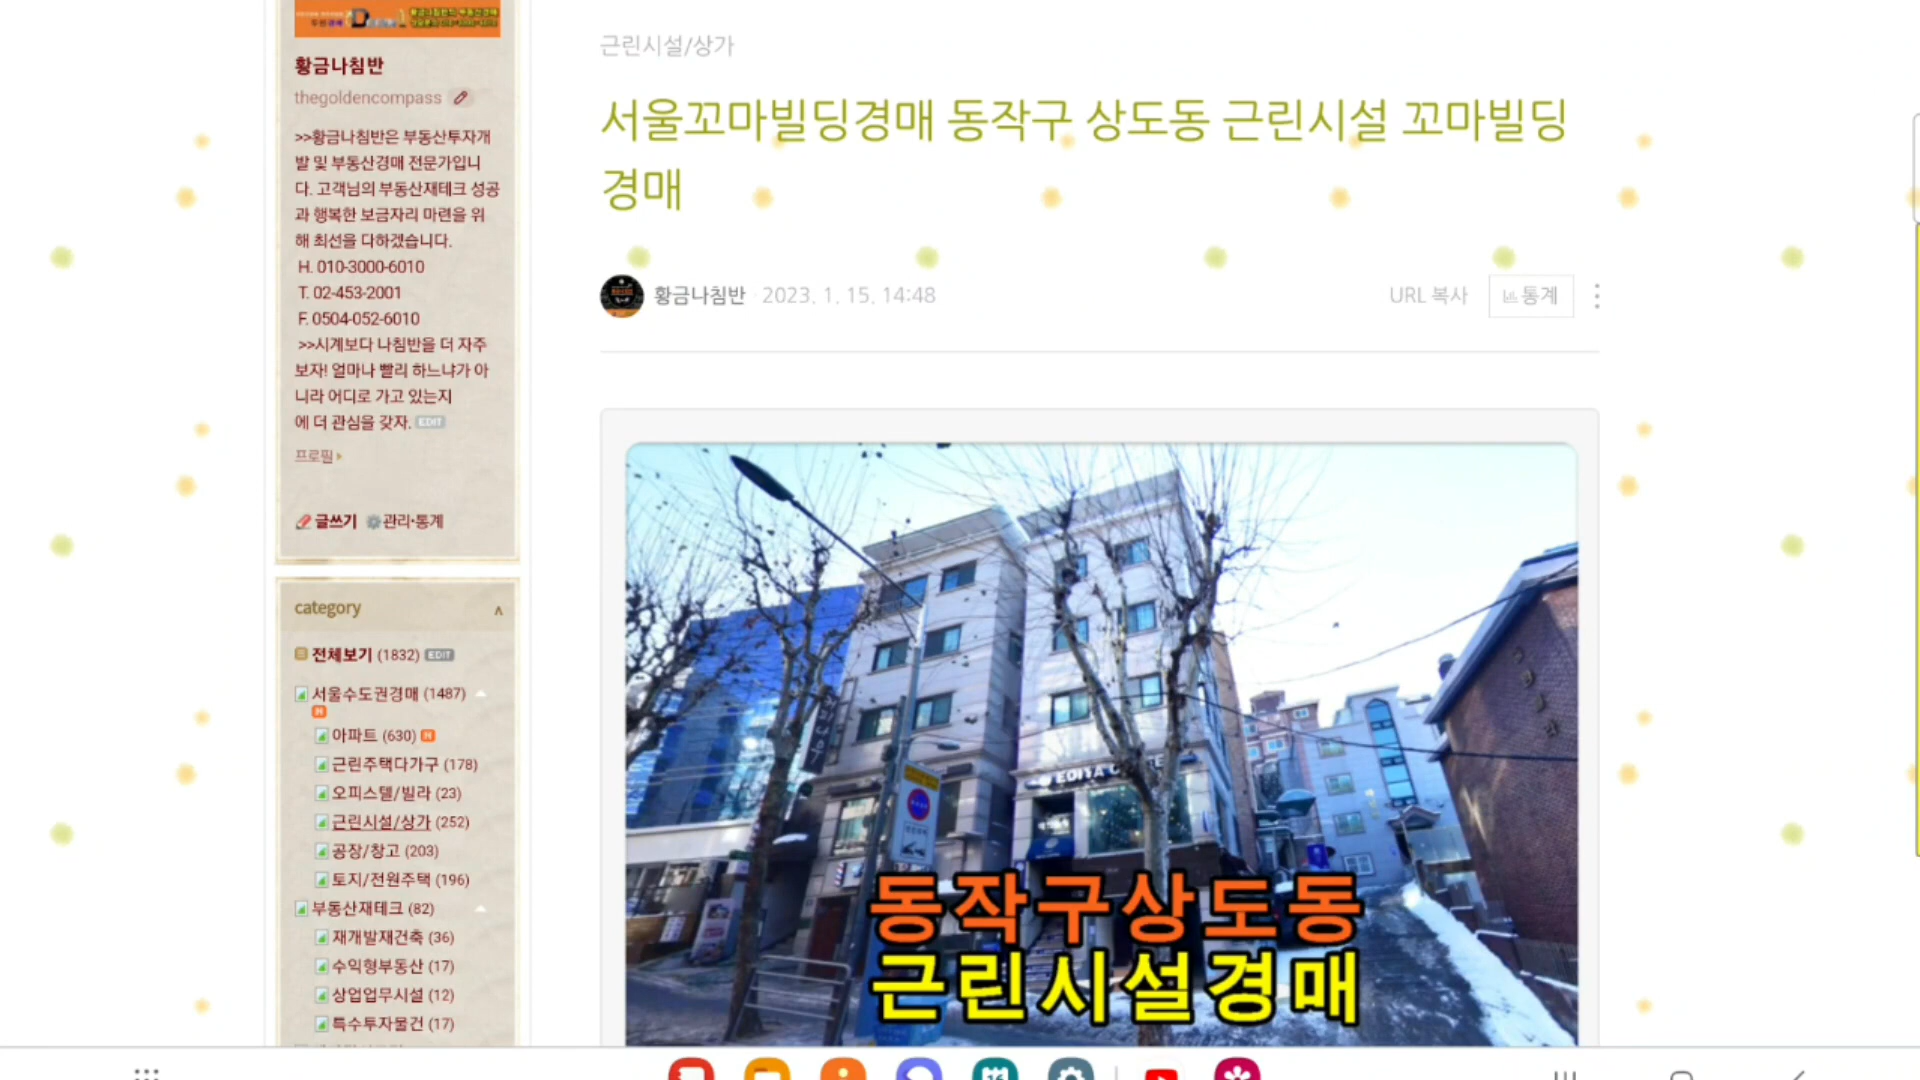 황금나침반
thegoldencompass
>>황금나침반은 부동산투자개
발 및 부동산경매 전문가입니
다. 고객님의 부동산재테크 성공
과 행복한 보금자리 마련을 위
해 최선을 다하겠습니다.
H. 010-3000-6010
T. 02-453-2001
F. 0504-052-6010
>>시계보다 나침반을 더 자주
보자! 얼마나 빨리 하느냐가 아
니라 어디로 가고 있는지
에 더 관심을 갖자. EDIT
프로필
글쓰기 관리·통계
category
전체보기 (1832) EDIT
서울수도권경매 (1487)
N
아파트 (630) N
근린주택다가구 (178)
오피스텔/빌라 (23)
근린시설/상가 (252)
공장/창고 (203)
토지/전원주택 (196)
부동산재테크 (82)
재개발재건축 (36)
수익형부동산 (17)
상업업무시설 (12)
특수투자물건 (17)
근린시설/상가
서울꼬마빌딩경매 동작구 상도동 근린시설 꼬마빌딩
경매
황금나침반 · 2023. 1. 15. 14:48
URL 복사 통계
동작구상도동
근린시설경매